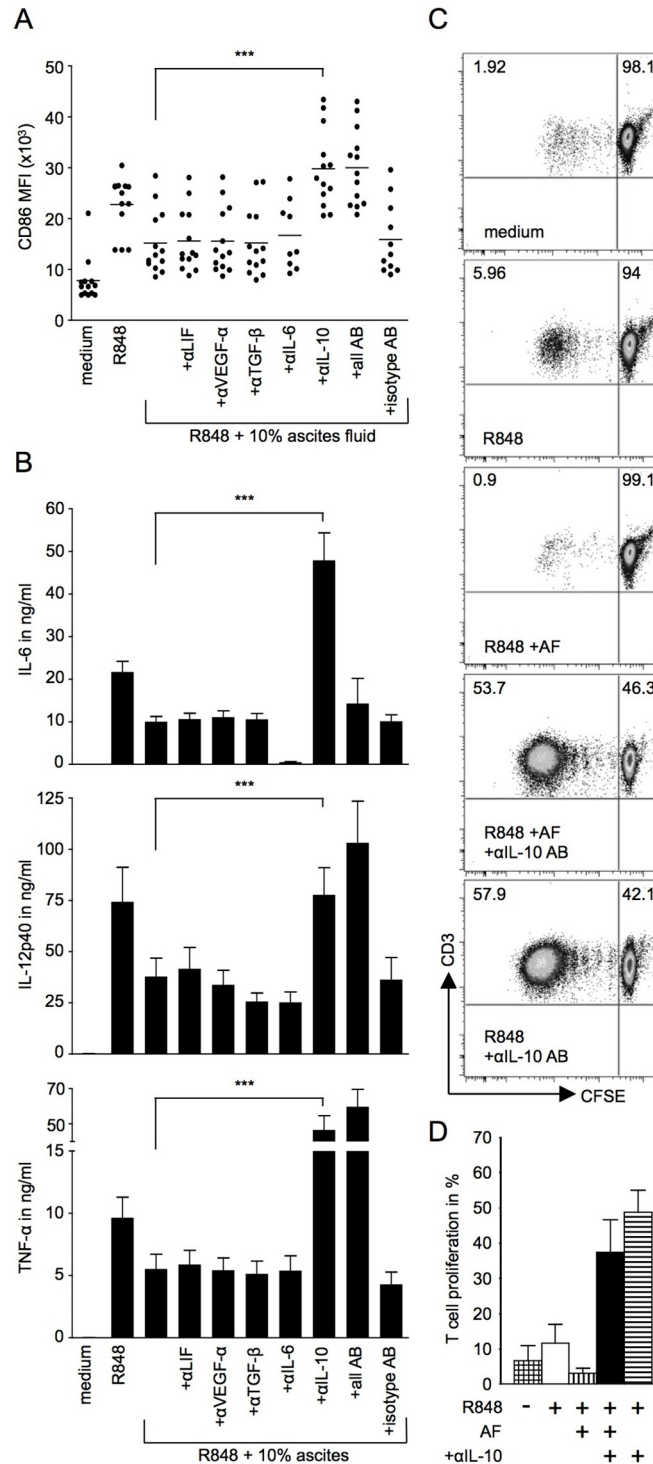 A
***
CD86 MFI (x10³)
50
40
30
20
10
0
medium
R848
+αLIF
+αVEGF-α
+αTGF-β
+αIL-6
+αIL-10
+all AB
+isotype AB
R848 + 10% ascites fluid
B
***
IL-6 in ng/ml
60
50
40
30
20
10
0
***
IL-12p40 in ng/ml
125
100
75
50
25
0
***
TNF-α in ng/ml
70
50
30
15
10
5
0
medium
R848
+αLIF
+αVEGF-α
+αTGF-β
+αIL-6
+αIL-10
+all AB
+isotype AB
R848 + 10% ascites
C
1.92 98.1
medium
5.96 94
R848
0.9 99.1
R848 +AF
53.7 46.3
R848 +AF
+αIL-10 AB
57.9 42.1
R848
+αIL-10 AB
CD3
CFSE
D
T cell proliferation in %
70
60
50
40
30
20
10
0
R848 - + + + +
AF + +
+αIL-10 + +